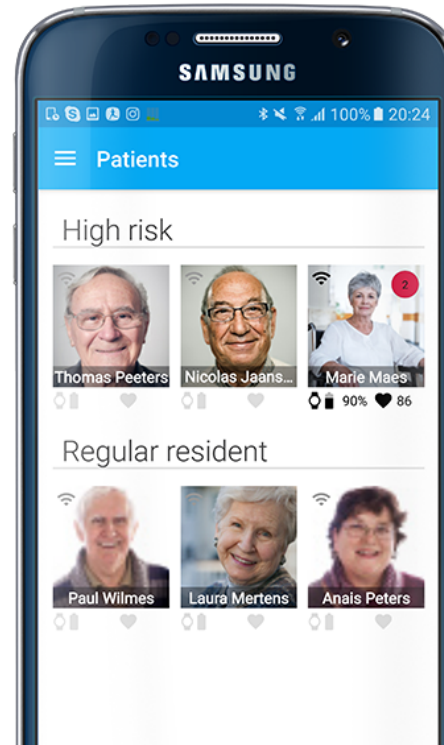 SAMSUNG
100% 20:24
Patients
High risk
2
Thomas Peeters Nicolas Jaans... Marie Maes
90% 86
Regular resident
Paul Wilmes Laura Mertens Anais Peters